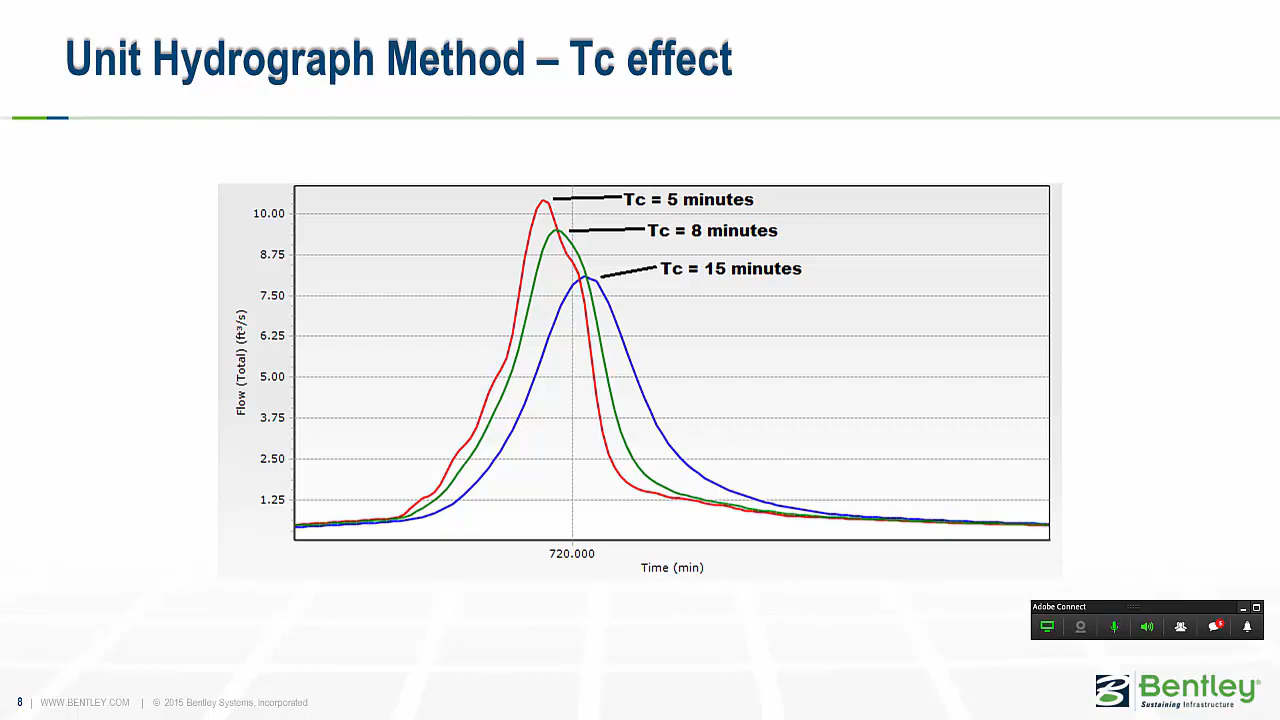 Unit Hydrograph Method – Tc effect
Tc = 5 minutes
10.00
Tc = 8 minutes
8.75
Tc = 15 minutes
7.50
6.25
Flow (Total) (ft³/s)
5.00
3.75
2.50
1.25
720.000
Time (min)
Adobe Connect
6
Bentley®
Sustaining Infrastructure
8 | WWW.BENTLEY.COM | © 2015 Bentley Systems, Incorporated